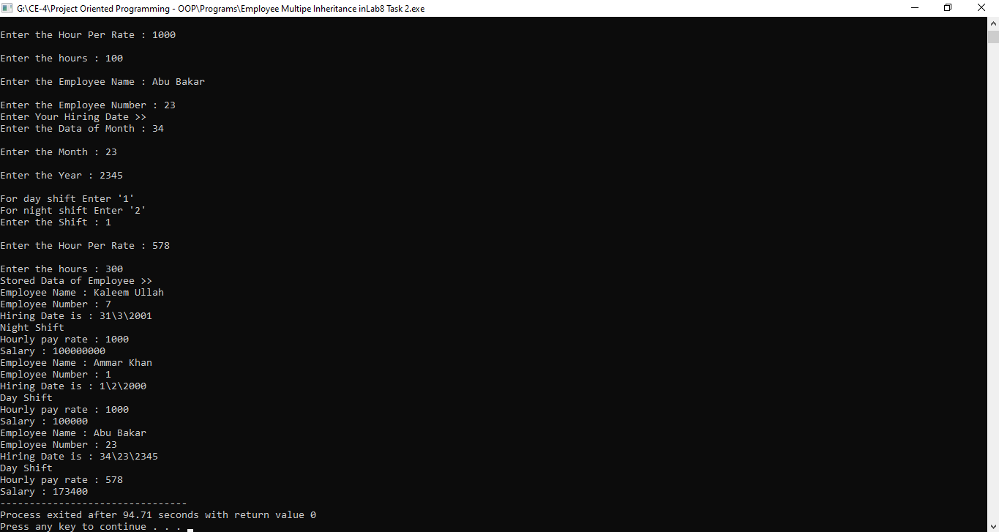 G:\CE-4\Project Oriented Programming - OOP\Programs\Employee Multipe Inheritance inLab8 Task 2.exe
Enter the Hour Per Rate : 1000
Enter the hours : 100
Enter the Employee Name : Abu Bakar
Enter the Employee Number : 23
Enter Your Hiring Date >>
Enter the Data of Month : 34
Enter the Month : 23
Enter the Year : 2345
For day shift Enter '1'
For night shift Enter '2'
Enter the Shift : 1
Enter the Hour Per Rate : 578
Enter the hours : 300
Stored Data of Employee >>
Employee Name : Kaleem Ullah
Employee Number : 7
Hiring Date is : 31\3\2001
Night Shift
Hourly pay rate : 1000
Salary : 100000000
Employee Name : Ammar Khan
Employee Number : 1
Hiring Date is : 1\2\2000
Day Shift
Hourly pay rate : 1000
Salary : 100000
Employee Name : Abu Bakar
Employee Number : 23
Hiring Date is : 34\23\2345
Day Shift
Hourly pay rate : 578
Salary : 173400
--------------------------------
Process exited after 94.71 seconds with return value 0
Press any key to continue . . .